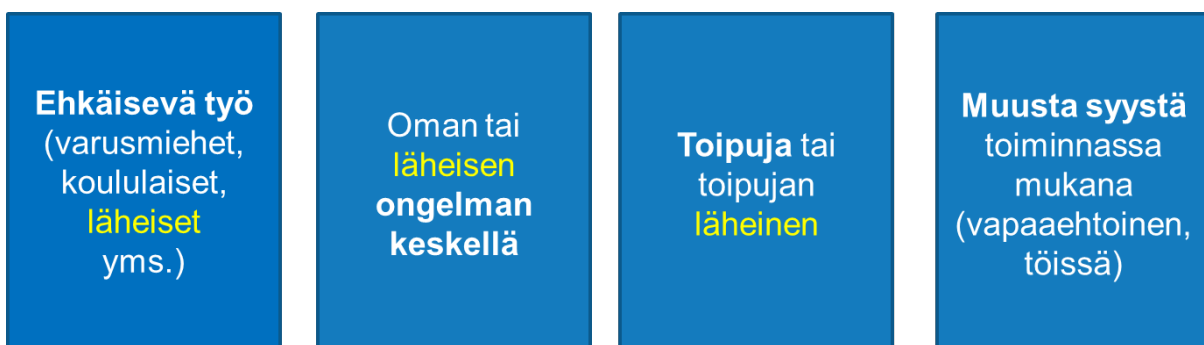 Ehkäisevä työ
(varusmiehet,
koululaiset,
läheiset
yms.)
Oman tai
läheisen
ongelman
keskellä
Toipuja tai
toipujan
läheinen
Muusta syystä
toiminnassa
mukana
(vapaaehtoinen,
töissä)